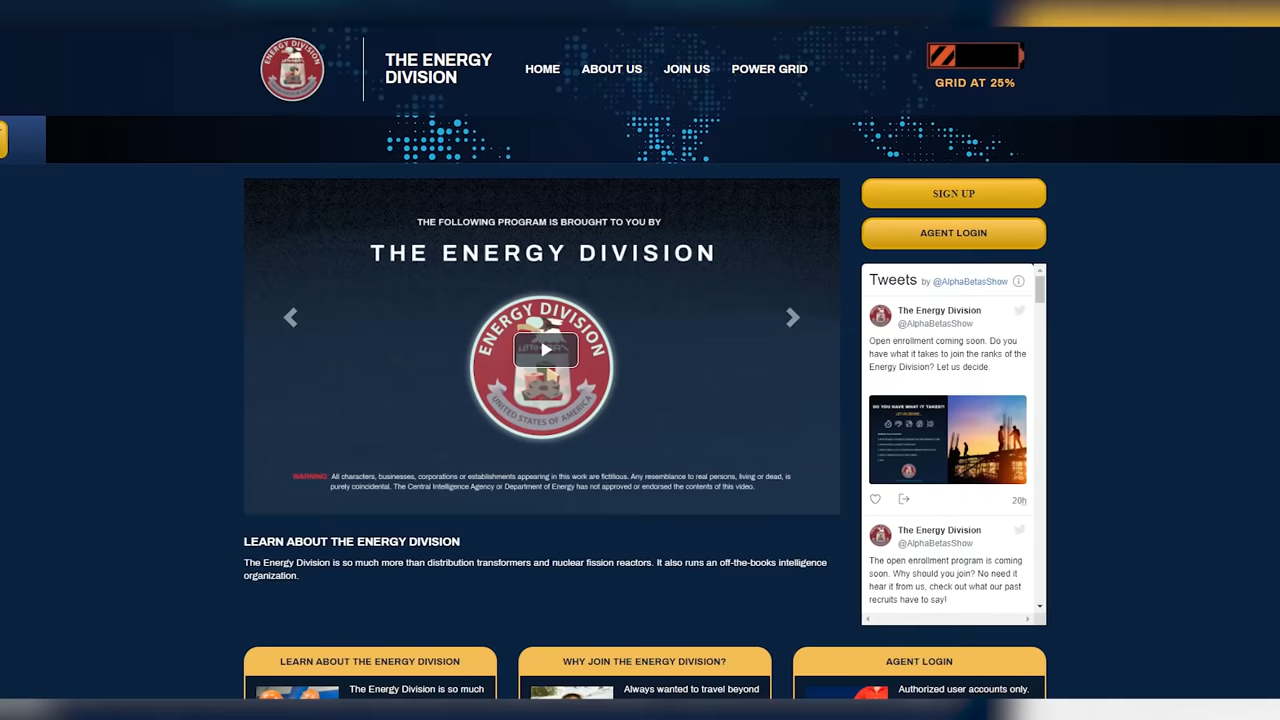 ENERGY DIVISION
THE ENERGY
DIVISION
HOME
ABOUT US
JOIN US
POWER GRID
GRID AT 25%
THE FOLLOWING PROGRAM IS BROUGHT TO YOU BY
THE ENERGY DIVISION
ENERGY DIVISION
UNITED STATES OF AMERICA
WARNING: All characters, businesses, corporations or establishments appearing in this work are fictitious. Any resemblance to real persons, living or dead, is
purely coincidental. The Central Intelligence Agency or Department of Energy has not approved or endorsed the contents of this video.
SIGN UP
AGENT LOGIN
Tweets by @AlphaBetasShow
The Energy Division
@AlphaBetasShow
Open enrollment coming soon. Do you
have what it takes to join the ranks of the
Energy Division? Let us decide.
DO YOU HAVE WHAT IT TAKES?!
LET US DECIDE...
20h
The Energy Division
@AlphaBetasShow
The open enrollment program is coming
soon. Why should you join? No need it
hear it from us, check out what our past
recruits have to say!
LEARN ABOUT THE ENERGY DIVISION
The Energy Division is so much more than distribution transformers and nuclear fission reactors. It also runs an off-the-books intelligence
organization.
LEARN ABOUT THE ENERGY DIVISION
The Energy Division is so much
WHY JOIN THE ENERGY DIVISION?
Always wanted to travel beyond
AGENT LOGIN
Authorized user accounts only.